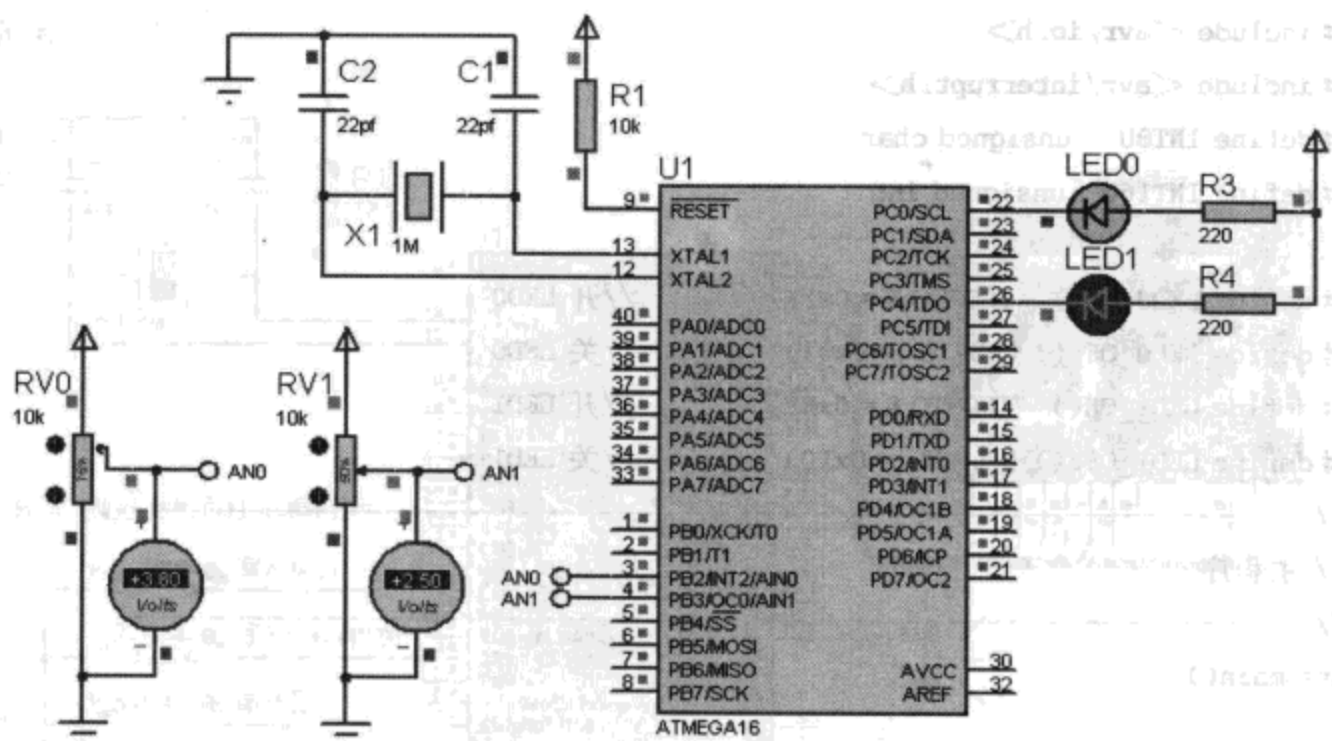 C2
22pf
C1
22pf
R1
10k
X1
1M
U1
LED0
R3
220
LED1
R4
220
RV0
10k
AN0
+3.80
Volts
RV1
10k
AN1
+2.50
Volts
AN0
AN1
9 RESET
13 XTAL1
12 XTAL2
40 PA0/ADC0
39 PA1/ADC1
38 PA2/ADC2
37 PA3/ADC3
36 PA4/ADC4
35 PA5/ADC5
34 PA6/ADC6
33 PA7/ADC7
1 PB0/XCK/T0
2 PB1/T1
3 PB2/INT2/AIN0
4 PB3/OC0/AIN1
5 PB4/SS
6 PB5/MOSI
7 PB6/MISO
8 PB7/SCK
PC0/SCL 22
PC1/SDA 23
PC2/TCK 24
PC3/TMS 25
PC4/TDO 26
PC5/TDI 27
PC6/TOSC1 28
PC7/TOSC2 29
PD0/RXD 14
PD1/TXD 15
PD2/INT0 16
PD3/INT1 17
PD4/OC1B 18
PD5/OC1A 19
PD6/ICP 20
PD7/OC2 21
AVCC 30
AREF 32
ATMEGA16